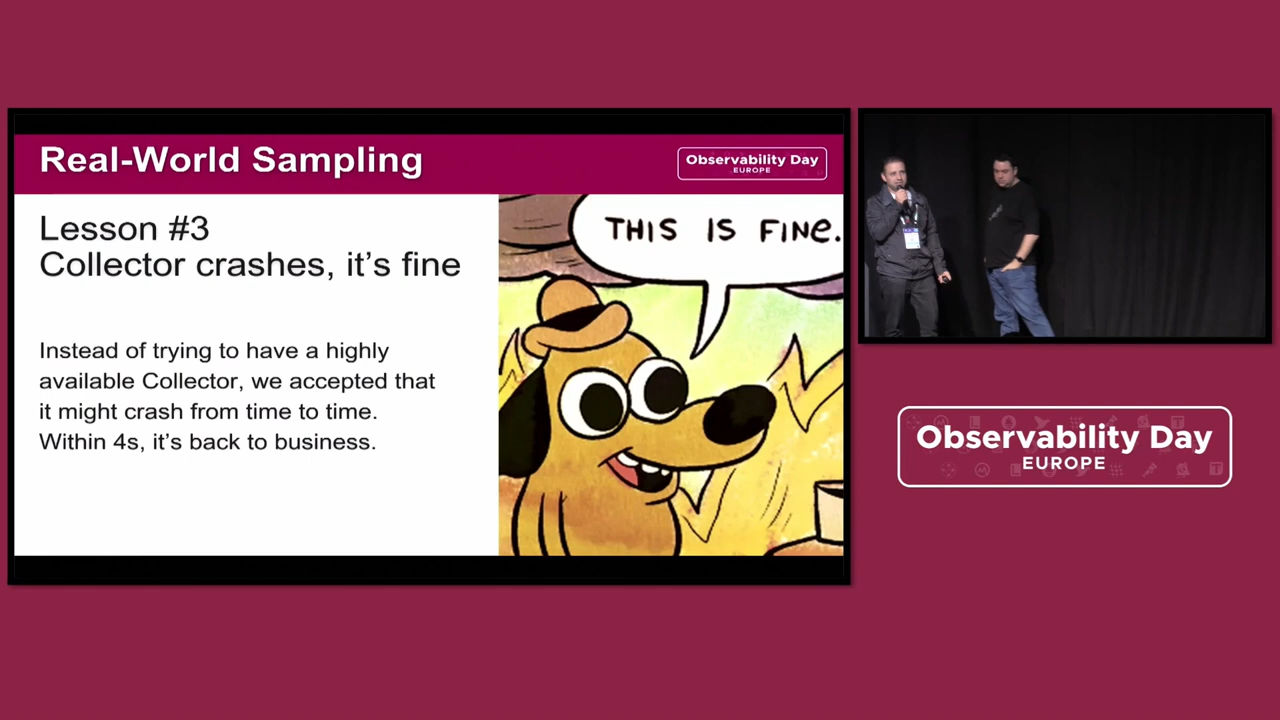 Real-World Sampling
Observability Day
EUROPE
Lesson #3
Collector crashes, it's fine
Instead of trying to have a highly
available Collector, we accepted that
it might crash from time to time.
Within 4s, it's back to business.
THIS IS FINE.
Observability Day
EUROPE